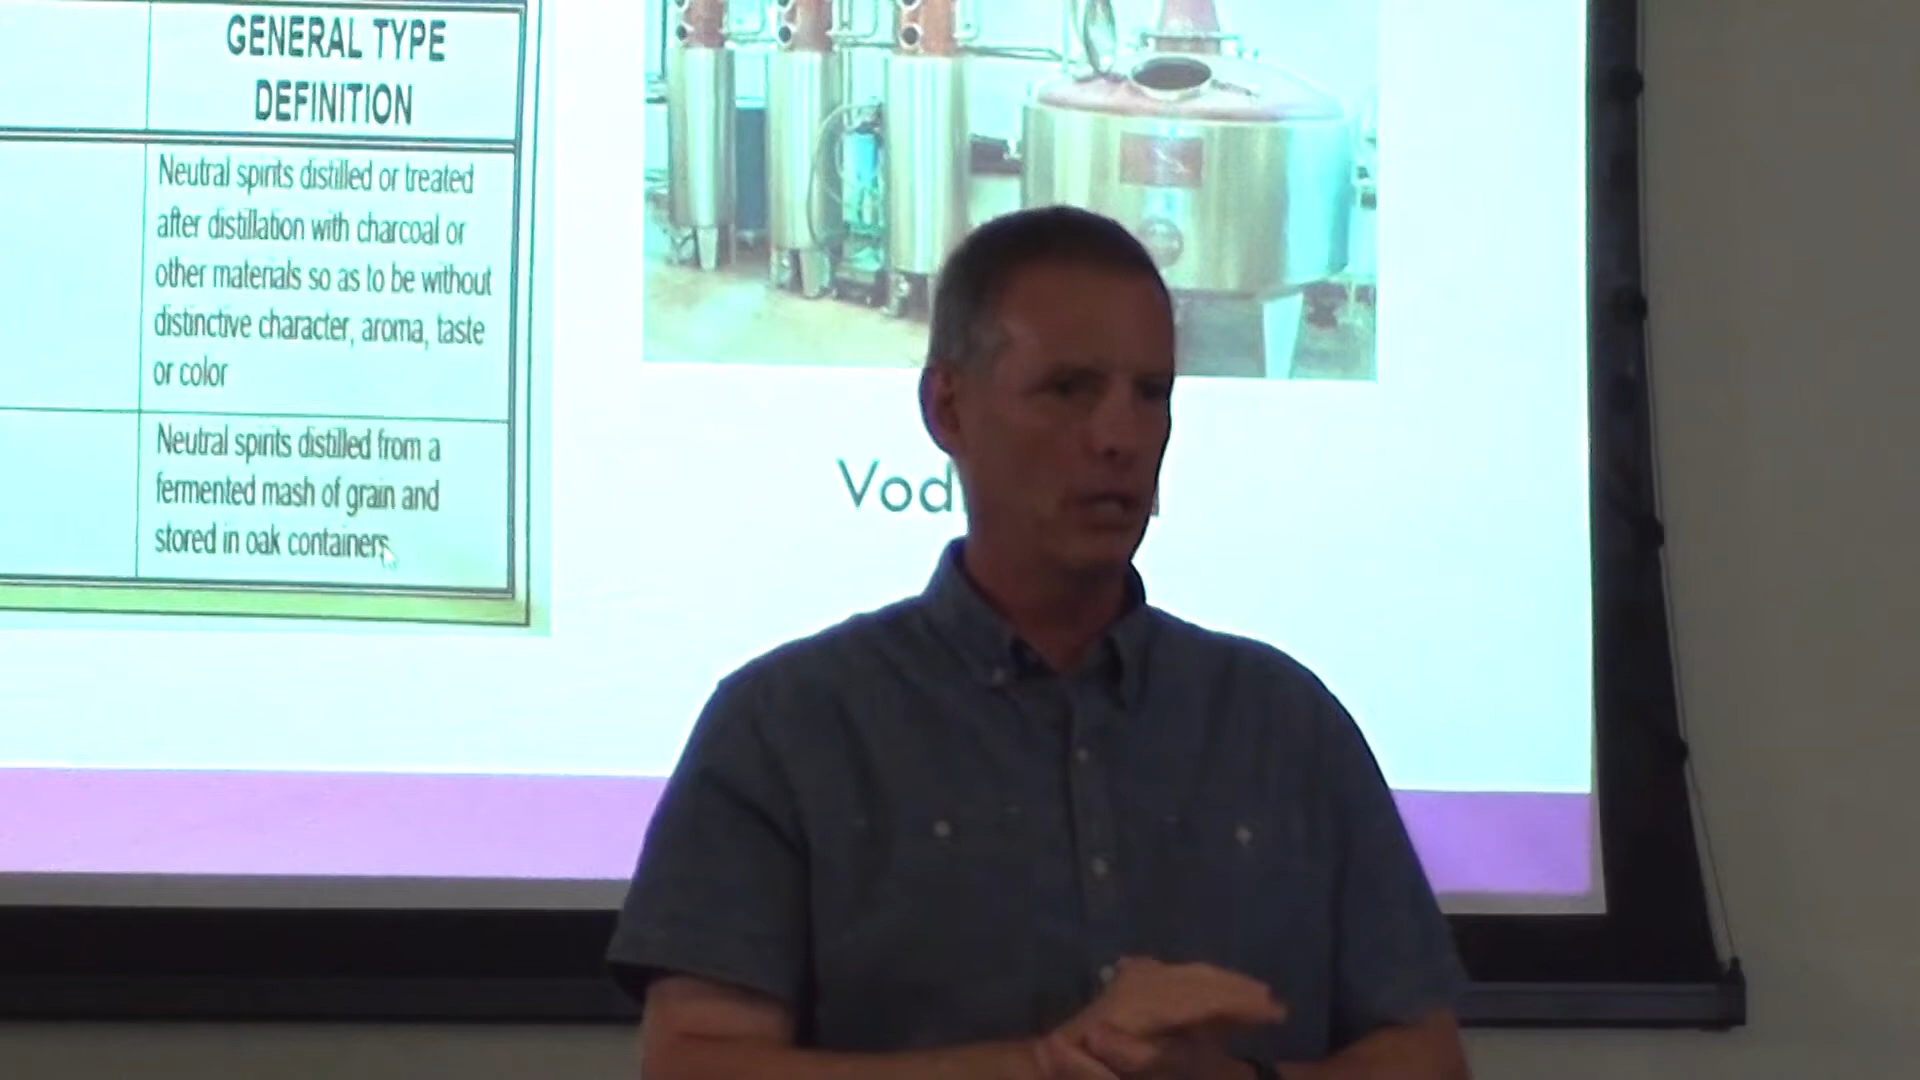 GENERAL TYPE
DEFINITION
Neutral spirits distilled or treated
after distillation with charcoal or
other materials so as to be without
distinctive character, aroma, taste
or color
Neutral spirits distilled from a
fermented mash of grain and
stored in oak containers
Vod